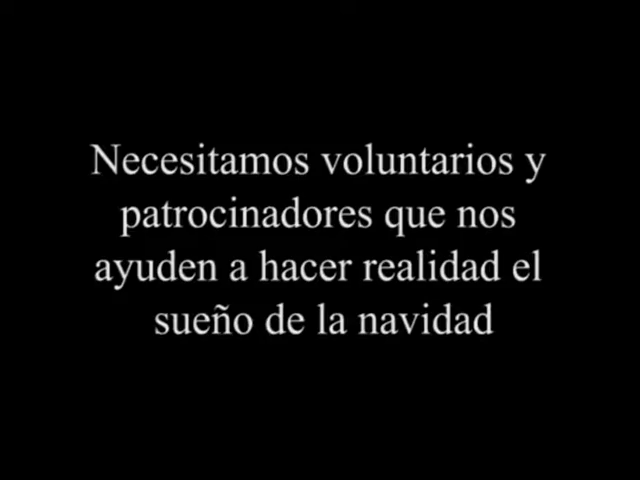 Necesitamos voluntarios y
patrocinadores que nos
ayuden a hacer realidad el
sueño de la navidad